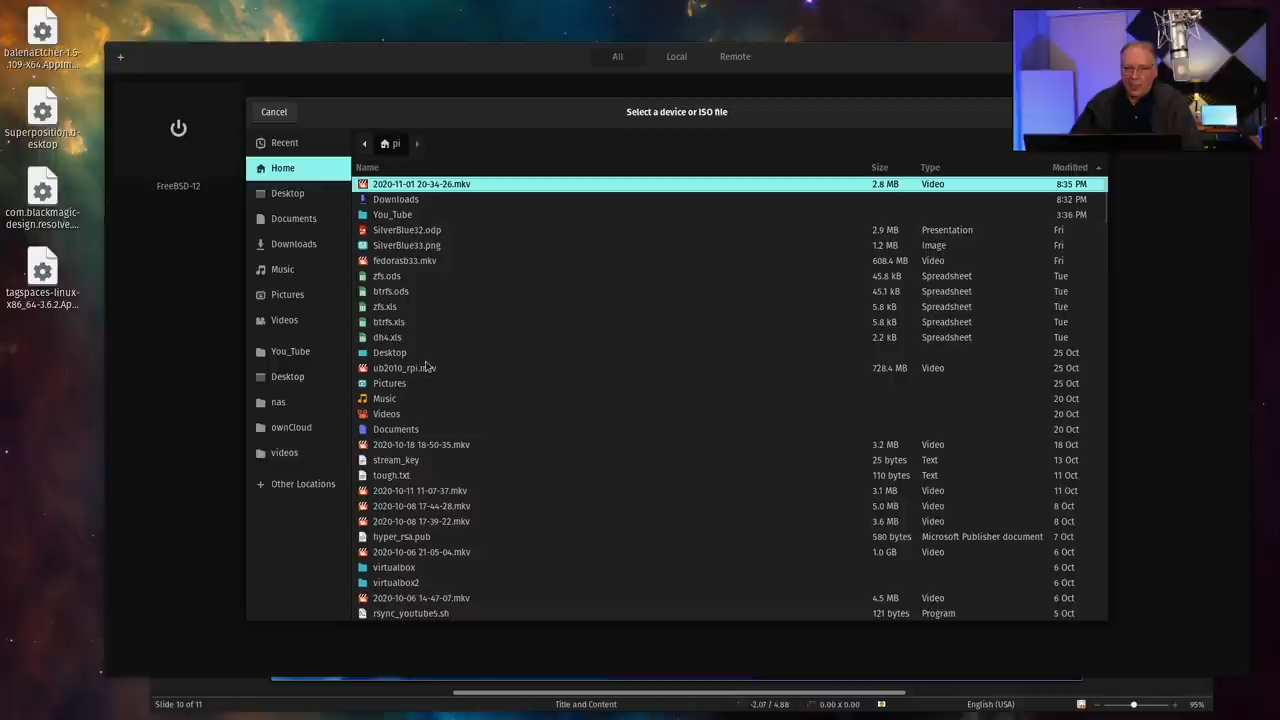 balenaEtcher-1.5-
.109-x64.AppIm...
Superposition.d-
esktop
com.blackmagic-
design.resolve...
tagspaces-linux-
x86_64-3.6.2.Ap...
+ All Local Remote
FreeBSD-12
Cancel Select a device or ISO file
Recent
Home
Desktop
Documents
Downloads
Music
Pictures
Videos
You_Tube
Desktop
nas
ownCloud
videos
+ Other Locations
pi
Name Size Type Modified
2020-11-01 20-34-26.mkv 2.8 MB Video 8:35 PM
Downloads 8:32 PM
You_Tube 3:36 PM
SilverBlue32.odp 2.9 MB Presentation Fri
SilverBlue33.png 1.2 MB Image Fri
fedorasb33.mkv 608.4 MB Video Fri
zfs.ods 45.8 kB Spreadsheet Tue
btrfs.ods 45.1 kB Spreadsheet Tue
zfs.xls 5.8 kB Spreadsheet Tue
btrfs.xls 5.8 kB Spreadsheet Tue
dh4.xls 2.2 kB Spreadsheet Tue
Desktop 25 Oct
ub2010_rpi.mkv 728.4 MB Video 25 Oct
Pictures 25 Oct
Music 20 Oct
Videos 20 Oct
Documents 20 Oct
2020-10-18 18-50-35.mkv 3.2 MB Video 18 Oct
stream_key 25 bytes Text 13 Oct
tough.txt 110 bytes Text 11 Oct
2020-10-11 11-07-37.mkv 3.1 MB Video 11 Oct
2020-10-08 17-44-28.mkv 5.0 MB Video 8 Oct
2020-10-08 17-39-22.mkv 3.6 MB Video 8 Oct
hyper_rsa.pub 580 bytes Microsoft Publisher document 7 Oct
2020-10-06 21-05-04.mkv 1.0 GB Video 6 Oct
virtualbox 6 Oct
virtualbox2 6 Oct
2020-10-06 14-47-07.mkv 4.5 MB Video 6 Oct
rsync_youtube5.sh 121 bytes Program 5 Oct
Slide 10 of 11 Title and Content -2.07 / 4.88 0.00 x 0.00 English (USA) 95%